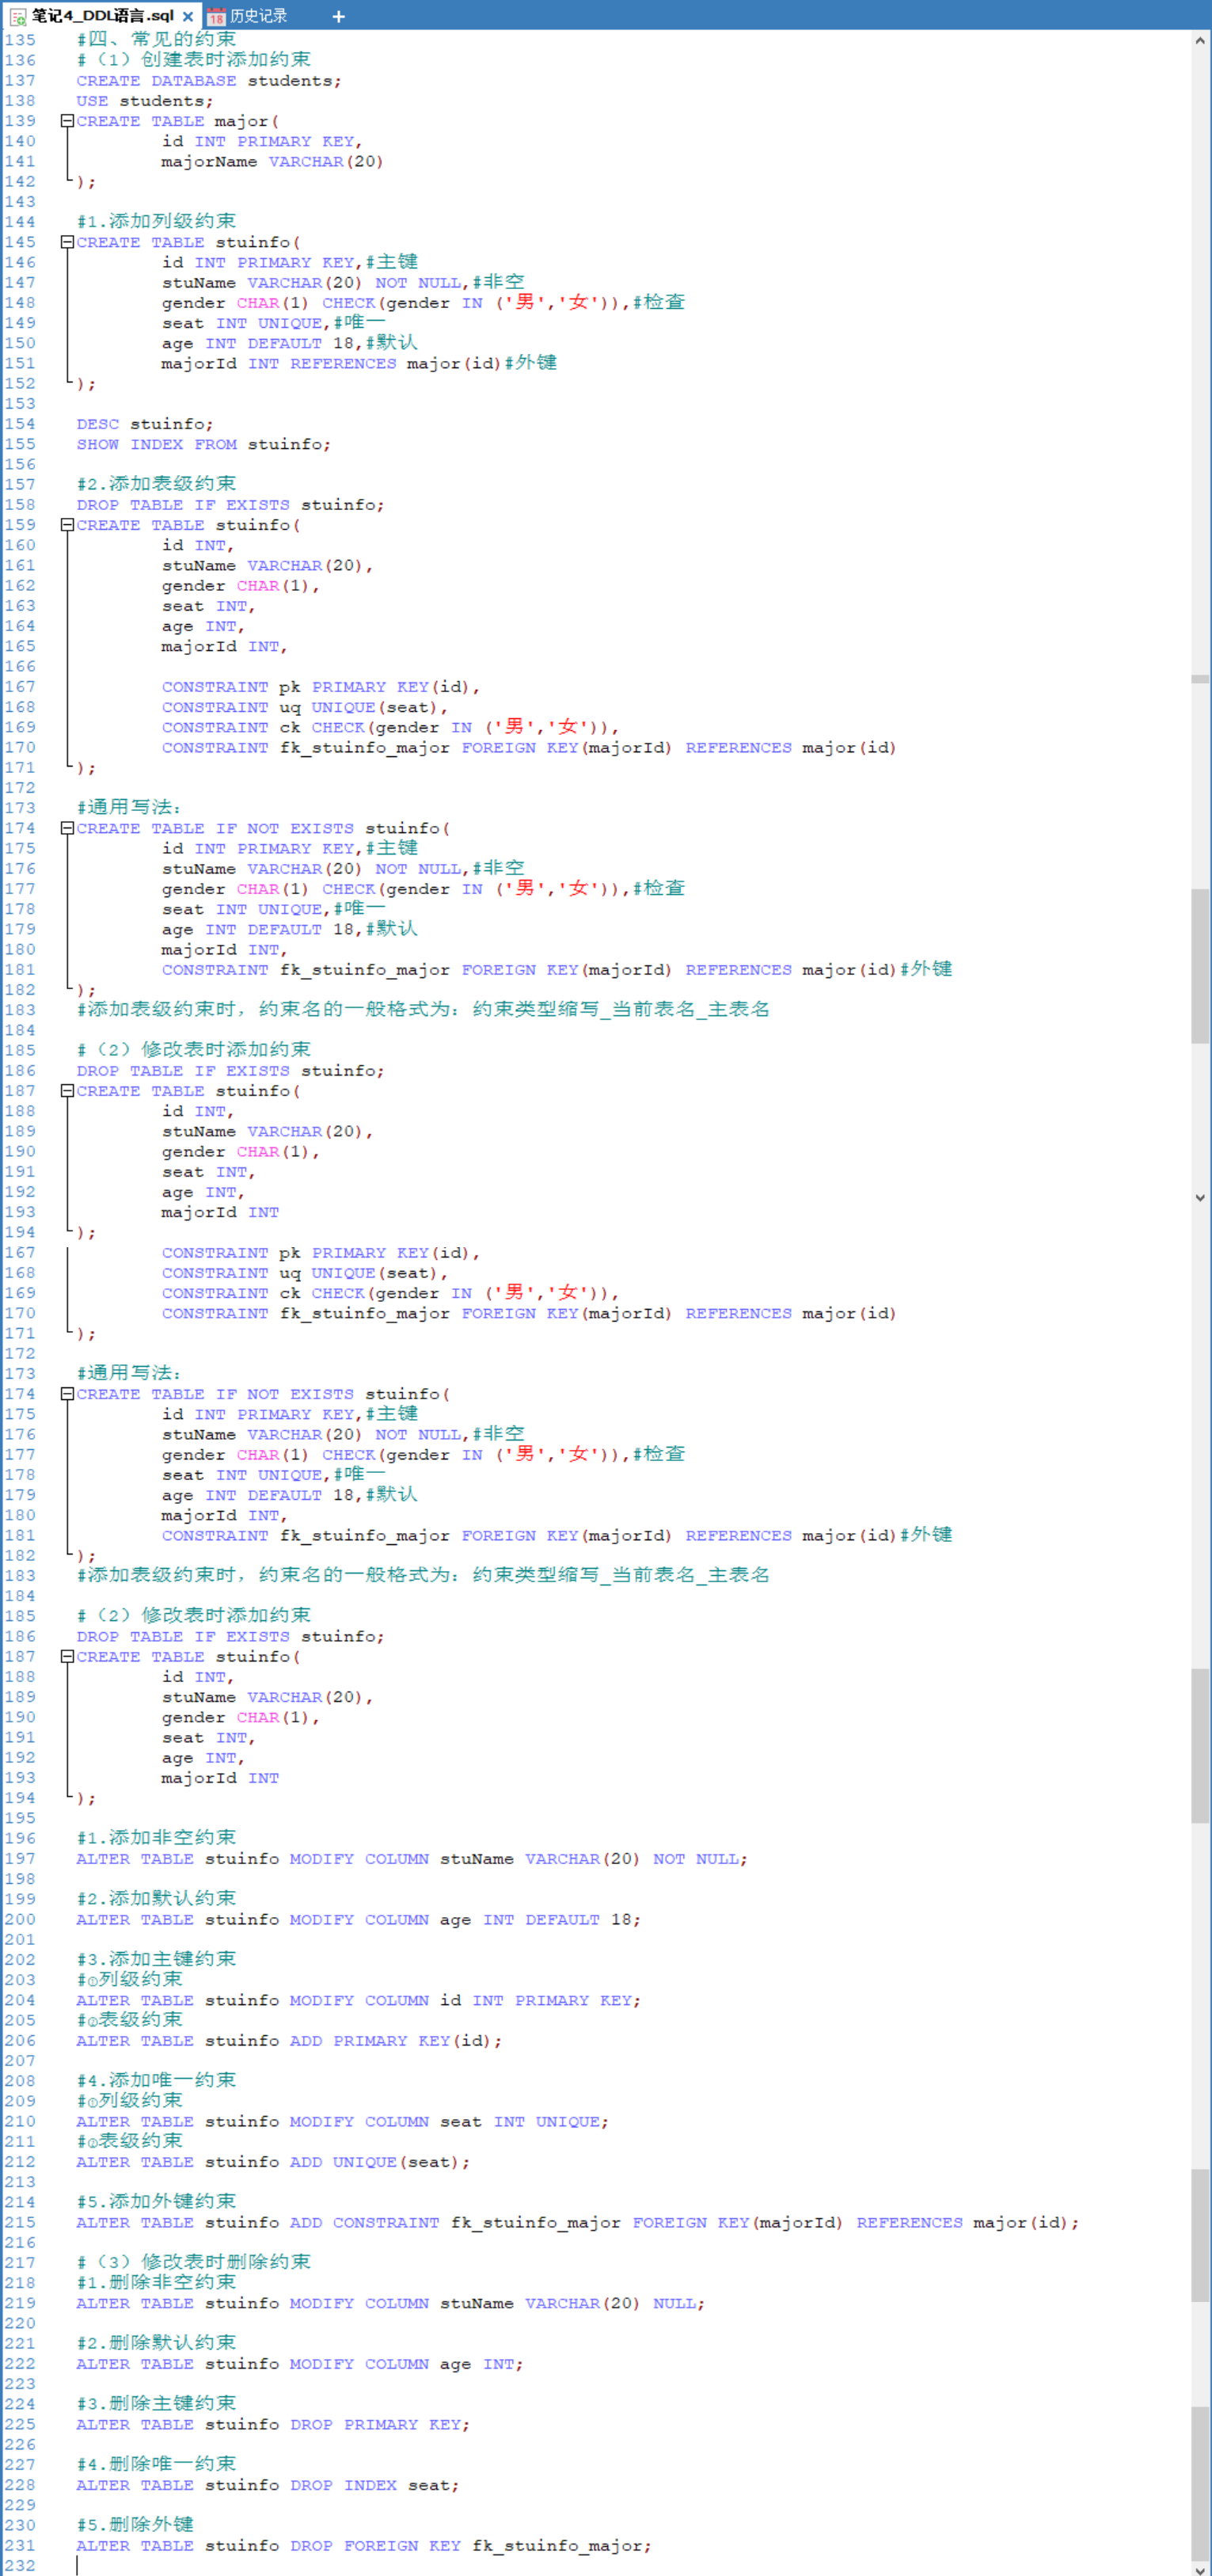 笔记4_DDL语言.sql × 18 历史记录 +
135 #四、常见的约束
136 #（1）创建表时添加约束
137 CREATE DATABASE students;
138 USE students;
139 CREATE TABLE major(
140 id INT PRIMARY KEY,
141 majorName VARCHAR(20)
142 );
143
144 #1.添加列级约束
145 CREATE TABLE stuinfo(
146 id INT PRIMARY KEY,#主键
147 stuName VARCHAR(20) NOT NULL,#非空
148 gender CHAR(1) CHECK(gender IN ('男','女')),#检查
149 seat INT UNIQUE,#唯一
150 age INT DEFAULT 18,#默认
151 majorId INT REFERENCES major(id)#外键
152 );
153
154 DESC stuinfo;
155 SHOW INDEX FROM stuinfo;
156
157 #2.添加表级约束
158 DROP TABLE IF EXISTS stuinfo;
159 CREATE TABLE stuinfo(
160 id INT,
161 stuName VARCHAR(20),
162 gender CHAR(1),
163 seat INT,
164 age INT,
165 majorId INT,
166
167 CONSTRAINT pk PRIMARY KEY(id),
168 CONSTRAINT uq UNIQUE(seat),
169 CONSTRAINT ck CHECK(gender IN ('男','女')),
170 CONSTRAINT fk_stuinfo_major FOREIGN KEY(majorId) REFERENCES major(id)
171 );
172
173 #通用写法：
174 CREATE TABLE IF NOT EXISTS stuinfo(
175 id INT PRIMARY KEY,#主键
176 stuName VARCHAR(20) NOT NULL,#非空
177 gender CHAR(1) CHECK(gender IN ('男','女')),#检查
178 seat INT UNIQUE,#唯一
179 age INT DEFAULT 18,#默认
180 majorId INT,
181 CONSTRAINT fk_stuinfo_major FOREIGN KEY(majorId) REFERENCES major(id)#外键
182 );
183 #添加表级约束时，约束名的一般格式为：约束类型缩写_当前表名_主表名
184
185 #（2）修改表时添加约束
186 DROP TABLE IF EXISTS stuinfo;
187 CREATE TABLE stuinfo(
188 id INT,
189 stuName VARCHAR(20),
190 gender CHAR(1),
191 seat INT,
192 age INT,
193 majorId INT
194 );
167 CONSTRAINT pk PRIMARY KEY(id),
168 CONSTRAINT uq UNIQUE(seat),
169 CONSTRAINT ck CHECK(gender IN ('男','女')),
170 CONSTRAINT fk_stuinfo_major FOREIGN KEY(majorId) REFERENCES major(id)
171 );
172
173 #通用写法：
174 CREATE TABLE IF NOT EXISTS stuinfo(
175 id INT PRIMARY KEY,#主键
176 stuName VARCHAR(20) NOT NULL,#非空
177 gender CHAR(1) CHECK(gender IN ('男','女')),#检查
178 seat INT UNIQUE,#唯一
179 age INT DEFAULT 18,#默认
180 majorId INT,
181 CONSTRAINT fk_stuinfo_major FOREIGN KEY(majorId) REFERENCES major(id)#外键
182 );
183 #添加表级约束时，约束名的一般格式为：约束类型缩写_当前表名_主表名
184
185 #（2）修改表时添加约束
186 DROP TABLE IF EXISTS stuinfo;
187 CREATE TABLE stuinfo(
188 id INT,
189 stuName VARCHAR(20),
190 gender CHAR(1),
191 seat INT,
192 age INT,
193 majorId INT
194 );
195
196 #1.添加非空约束
197 ALTER TABLE stuinfo MODIFY COLUMN stuName VARCHAR(20) NOT NULL;
198
199 #2.添加默认约束
200 ALTER TABLE stuinfo MODIFY COLUMN age INT DEFAULT 18;
201
202 #3.添加主键约束
203 #①列级约束
204 ALTER TABLE stuinfo MODIFY COLUMN id INT PRIMARY KEY;
205 #②表级约束
206 ALTER TABLE stuinfo ADD PRIMARY KEY(id);
207
208 #4.添加唯一约束
209 #①列级约束
210 ALTER TABLE stuinfo MODIFY COLUMN seat INT UNIQUE;
211 #②表级约束
212 ALTER TABLE stuinfo ADD UNIQUE(seat);
213
214 #5.添加外键约束
215 ALTER TABLE stuinfo ADD CONSTRAINT fk_stuinfo_major FOREIGN KEY(majorId) REFERENCES major(id);
216
217 #（3）修改表时删除约束
218 #1.删除非空约束
219 ALTER TABLE stuinfo MODIFY COLUMN stuName VARCHAR(20) NULL;
220
221 #2.删除默认约束
222 ALTER TABLE stuinfo MODIFY COLUMN age INT;
223
224 #3.删除主键约束
225 ALTER TABLE stuinfo DROP PRIMARY KEY;
226
227 #4.删除唯一约束
228 ALTER TABLE stuinfo DROP INDEX seat;
229
230 #5.删除外键
231 ALTER TABLE stuinfo DROP FOREIGN KEY fk_stuinfo_major;
232